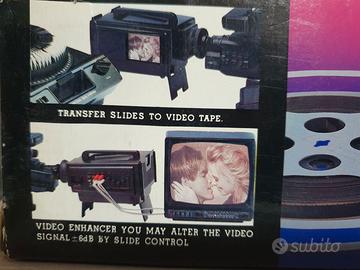 TRANSFER SLIDES TO VIDEO TAPE.
VIDEO ENHANCER YOU MAY ALTER THE VIDEO
SIGNAL ±6dB BY SLIDE CONTROL
subito